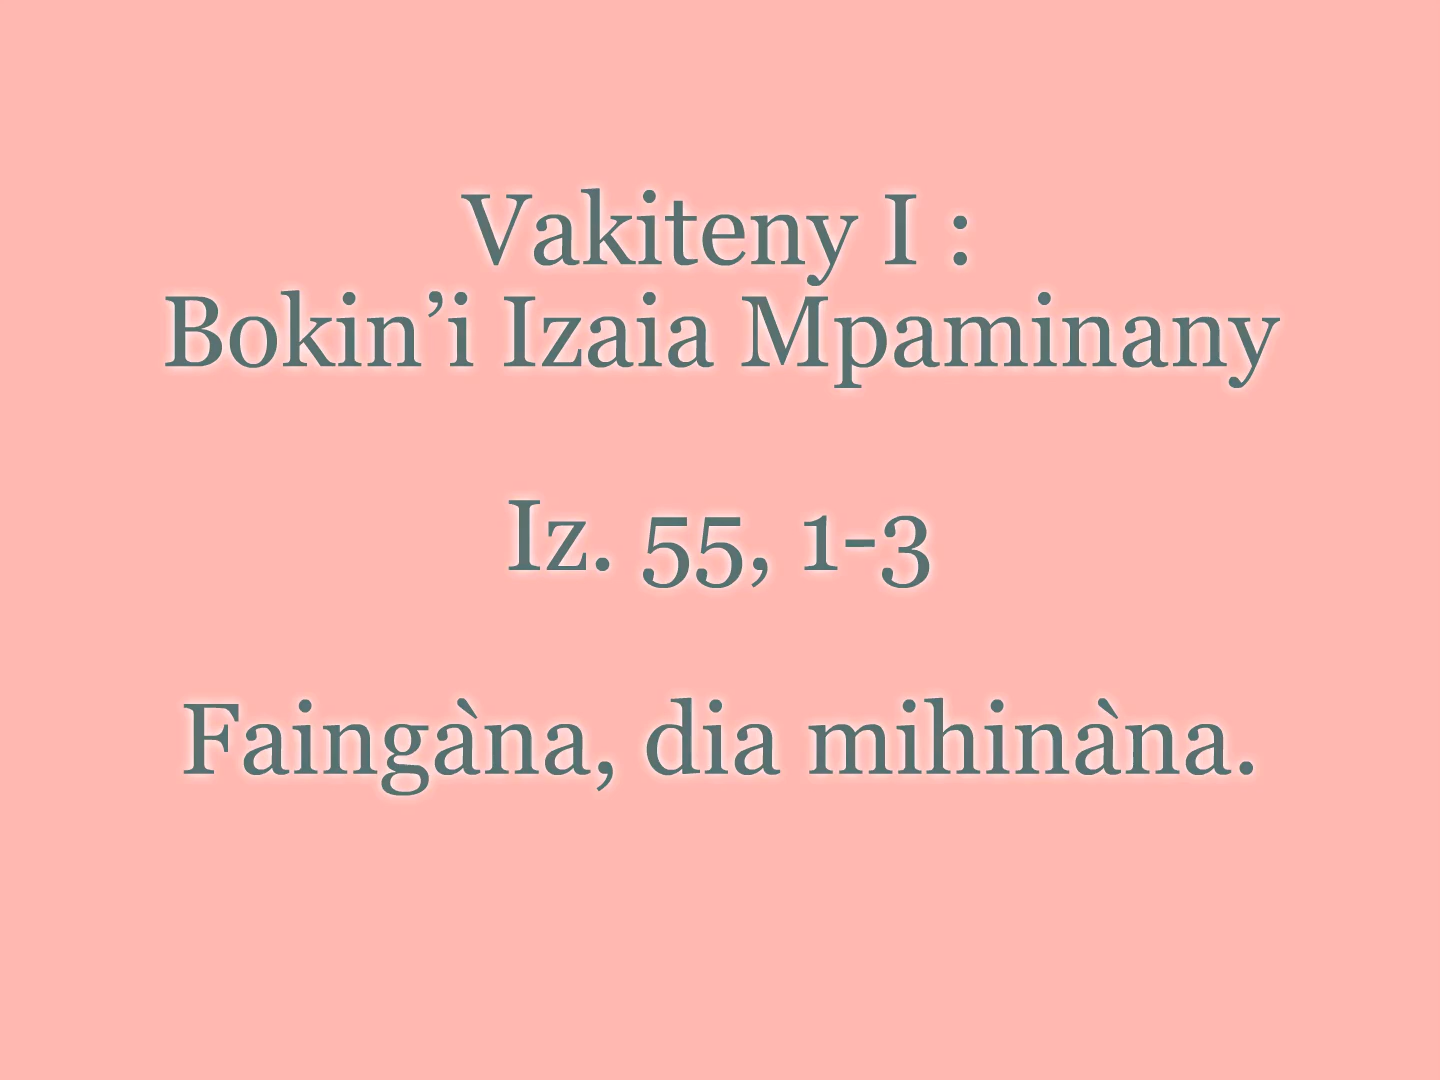 Vakiteny I :
Bokin’i Izaia Mpaminany
Iz. 55, 1-3
Faingàna, dia mihinàna.